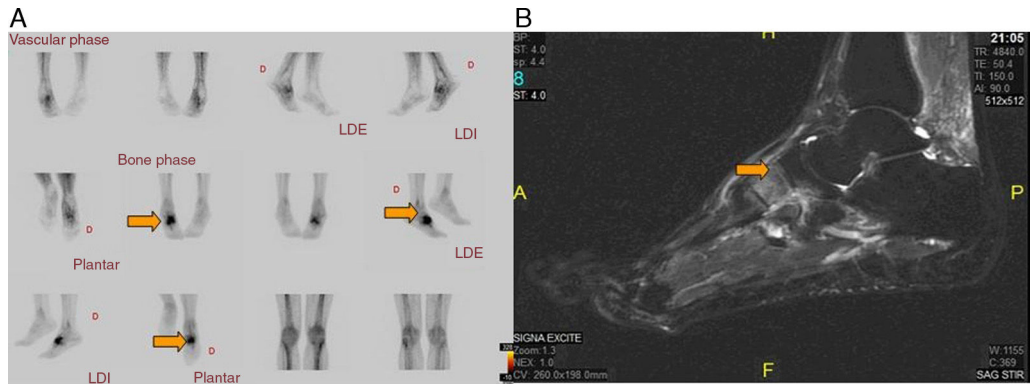 A
Vascular phase
D
D
LDE
LDI
Bone phase
D
D
Plantar
LDE
D
D
LDI
Plantar
B
H
BP:
ST: 4.0
sp: 4.4
8
ST: 4.0
21:05
TR: 4840.0
TE: 50.4
TI: 150.0
AI: 90.0
512x512
A
P
SIGNA EXCITE
Zoom:1.3
NEX: 1.0
CV: 260.0x198.0mm
F
W:1155
C:369
SAG STIR